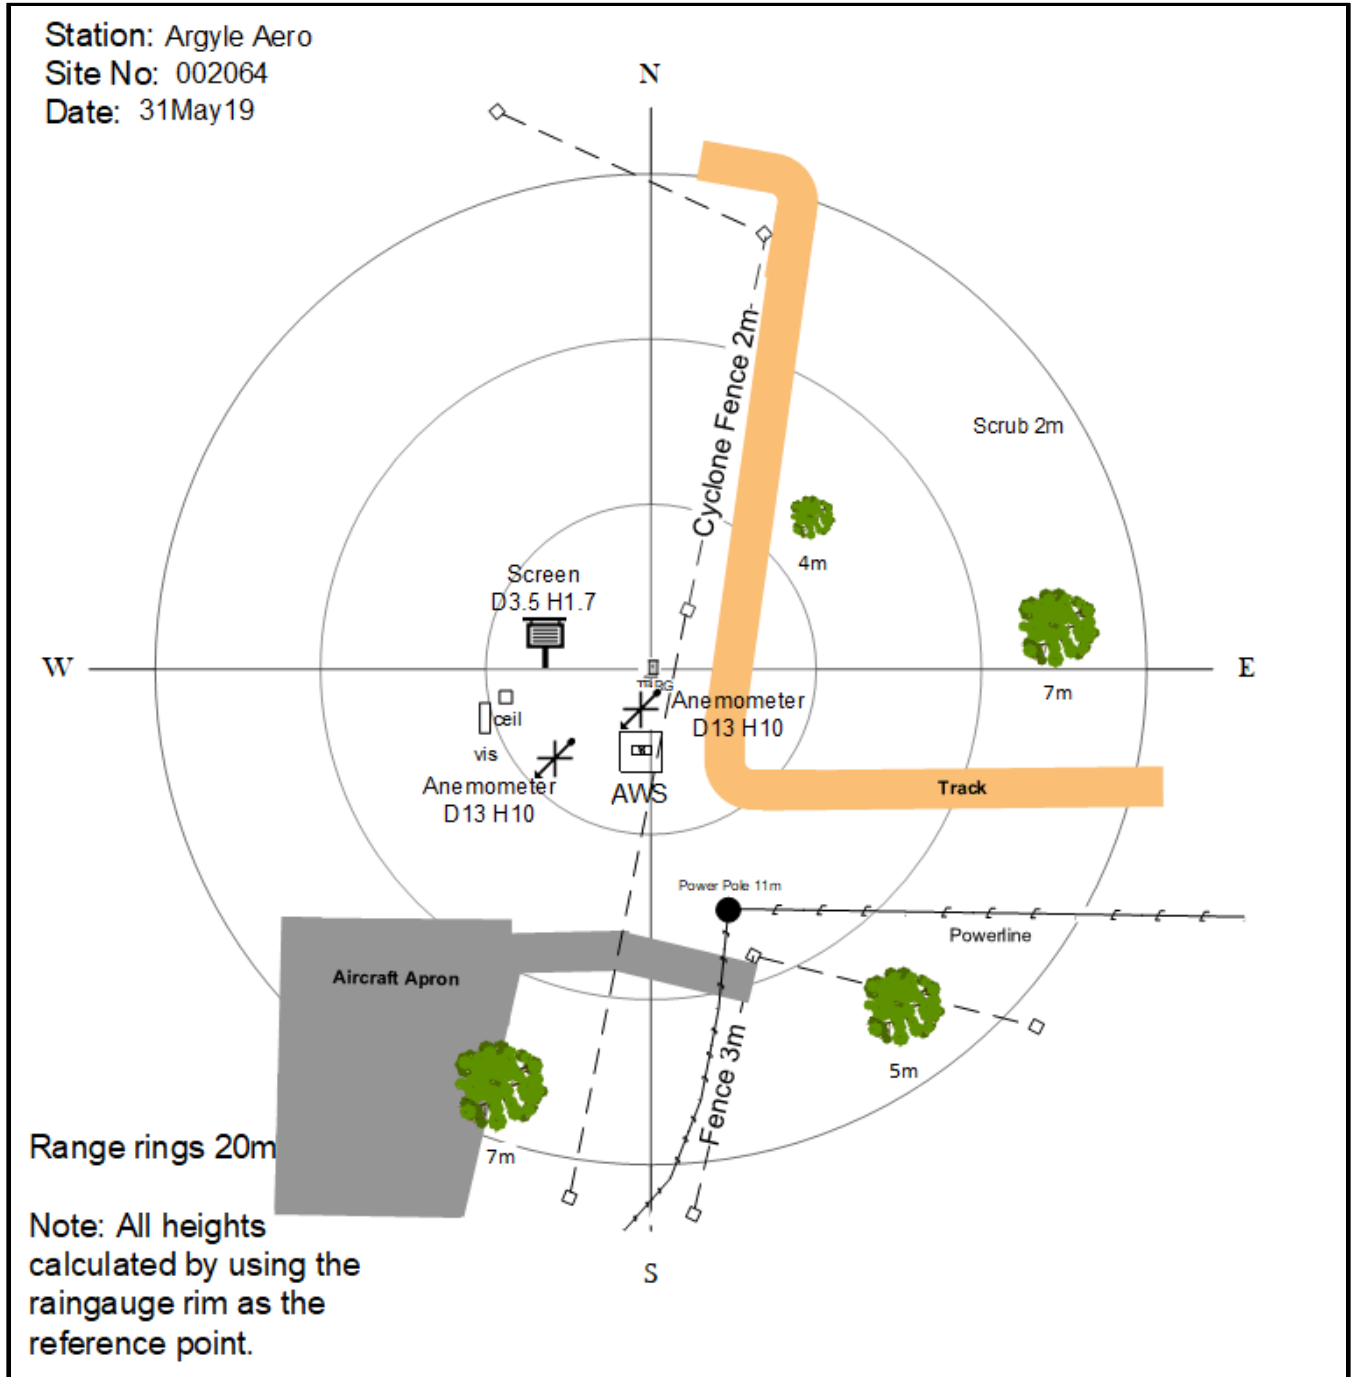 Station: Argyle Aero
Site No: 002064
Date: 31May19
N
Cyclone Fence 2m
Scrub 2m
4m
Screen
D3.5 H1.7
W
E
7m
Anemometer
D13 H10
ceil
vis
Anemometer
D13 H10
AWS
Track
Power Pole 11m
Powerline
Aircraft Apron
Fence 3m
5m
7m
Range rings 20m
Note: All heights
calculated by using the
raingauge rim as the
reference point.
S